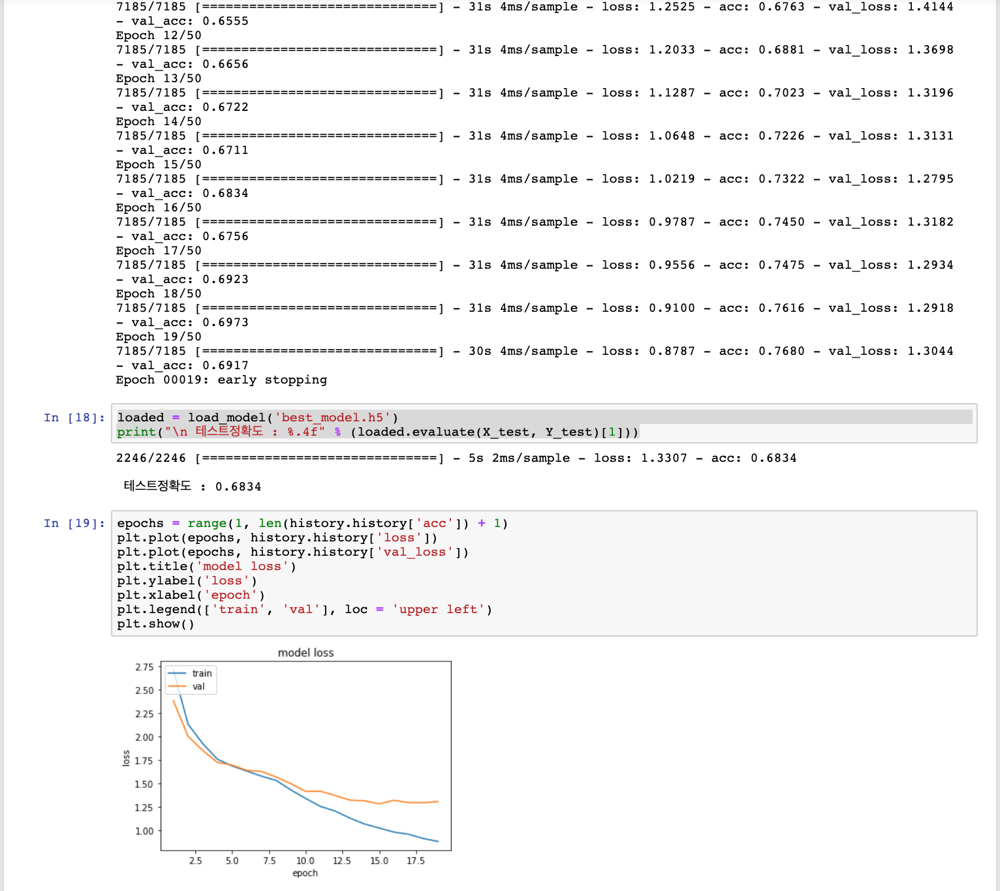 7185/7185 [==============================] - 31s 4ms/sample - loss: 1.2525 - acc: 0.6763 - val_loss: 1.4144
- val_acc: 0.6555
Epoch 12/50
7185/7185 [==============================] - 31s 4ms/sample - loss: 1.2033 - acc: 0.6881 - val_loss: 1.3698
- val_acc: 0.6656
Epoch 13/50
7185/7185 [==============================] - 31s 4ms/sample - loss: 1.1287 - acc: 0.7023 - val_loss: 1.3196
- val_acc: 0.6722
Epoch 14/50
7185/7185 [==============================] - 31s 4ms/sample - loss: 1.0648 - acc: 0.7226 - val_loss: 1.3131
- val_acc: 0.6711
Epoch 15/50
7185/7185 [==============================] - 31s 4ms/sample - loss: 1.0219 - acc: 0.7322 - val_loss: 1.2795
- val_acc: 0.6834
Epoch 16/50
7185/7185 [==============================] - 31s 4ms/sample - loss: 0.9787 - acc: 0.7450 - val_loss: 1.3182
- val_acc: 0.6756
Epoch 17/50
7185/7185 [==============================] - 31s 4ms/sample - loss: 0.9556 - acc: 0.7475 - val_loss: 1.2934
- val_acc: 0.6923
Epoch 18/50
7185/7185 [==============================] - 31s 4ms/sample - loss: 0.9100 - acc: 0.7616 - val_loss: 1.2918
- val_acc: 0.6973
Epoch 19/50
7185/7185 [==============================] - 30s 4ms/sample - loss: 0.8787 - acc: 0.7680 - val_loss: 1.3044
- val_acc: 0.6917
Epoch 00019: early stopping
In [18]: loaded = load_model('best_model.h5')
print("\n 테스트정확도 : %.4f" % (loaded.evaluate(X_test, Y_test)[1]))
2246/2246 [==============================] - 5s 2ms/sample - loss: 1.3307 - acc: 0.6834
테스트정확도 : 0.6834
In [19]: epochs = range(1, len(history.history['acc']) + 1)
plt.plot(epochs, history.history['loss'])
plt.plot(epochs, history.history['val_loss'])
plt.title('model loss')
plt.ylabel('loss')
plt.xlabel('epoch')
plt.legend(['train', 'val'], loc = 'upper left')
plt.show()
model loss
train
val
2.75
2.50
2.25
2.00
1.75
1.50
1.25
1.00
loss
2.5 5.0 7.5 10.0 12.5 15.0 17.5
epoch